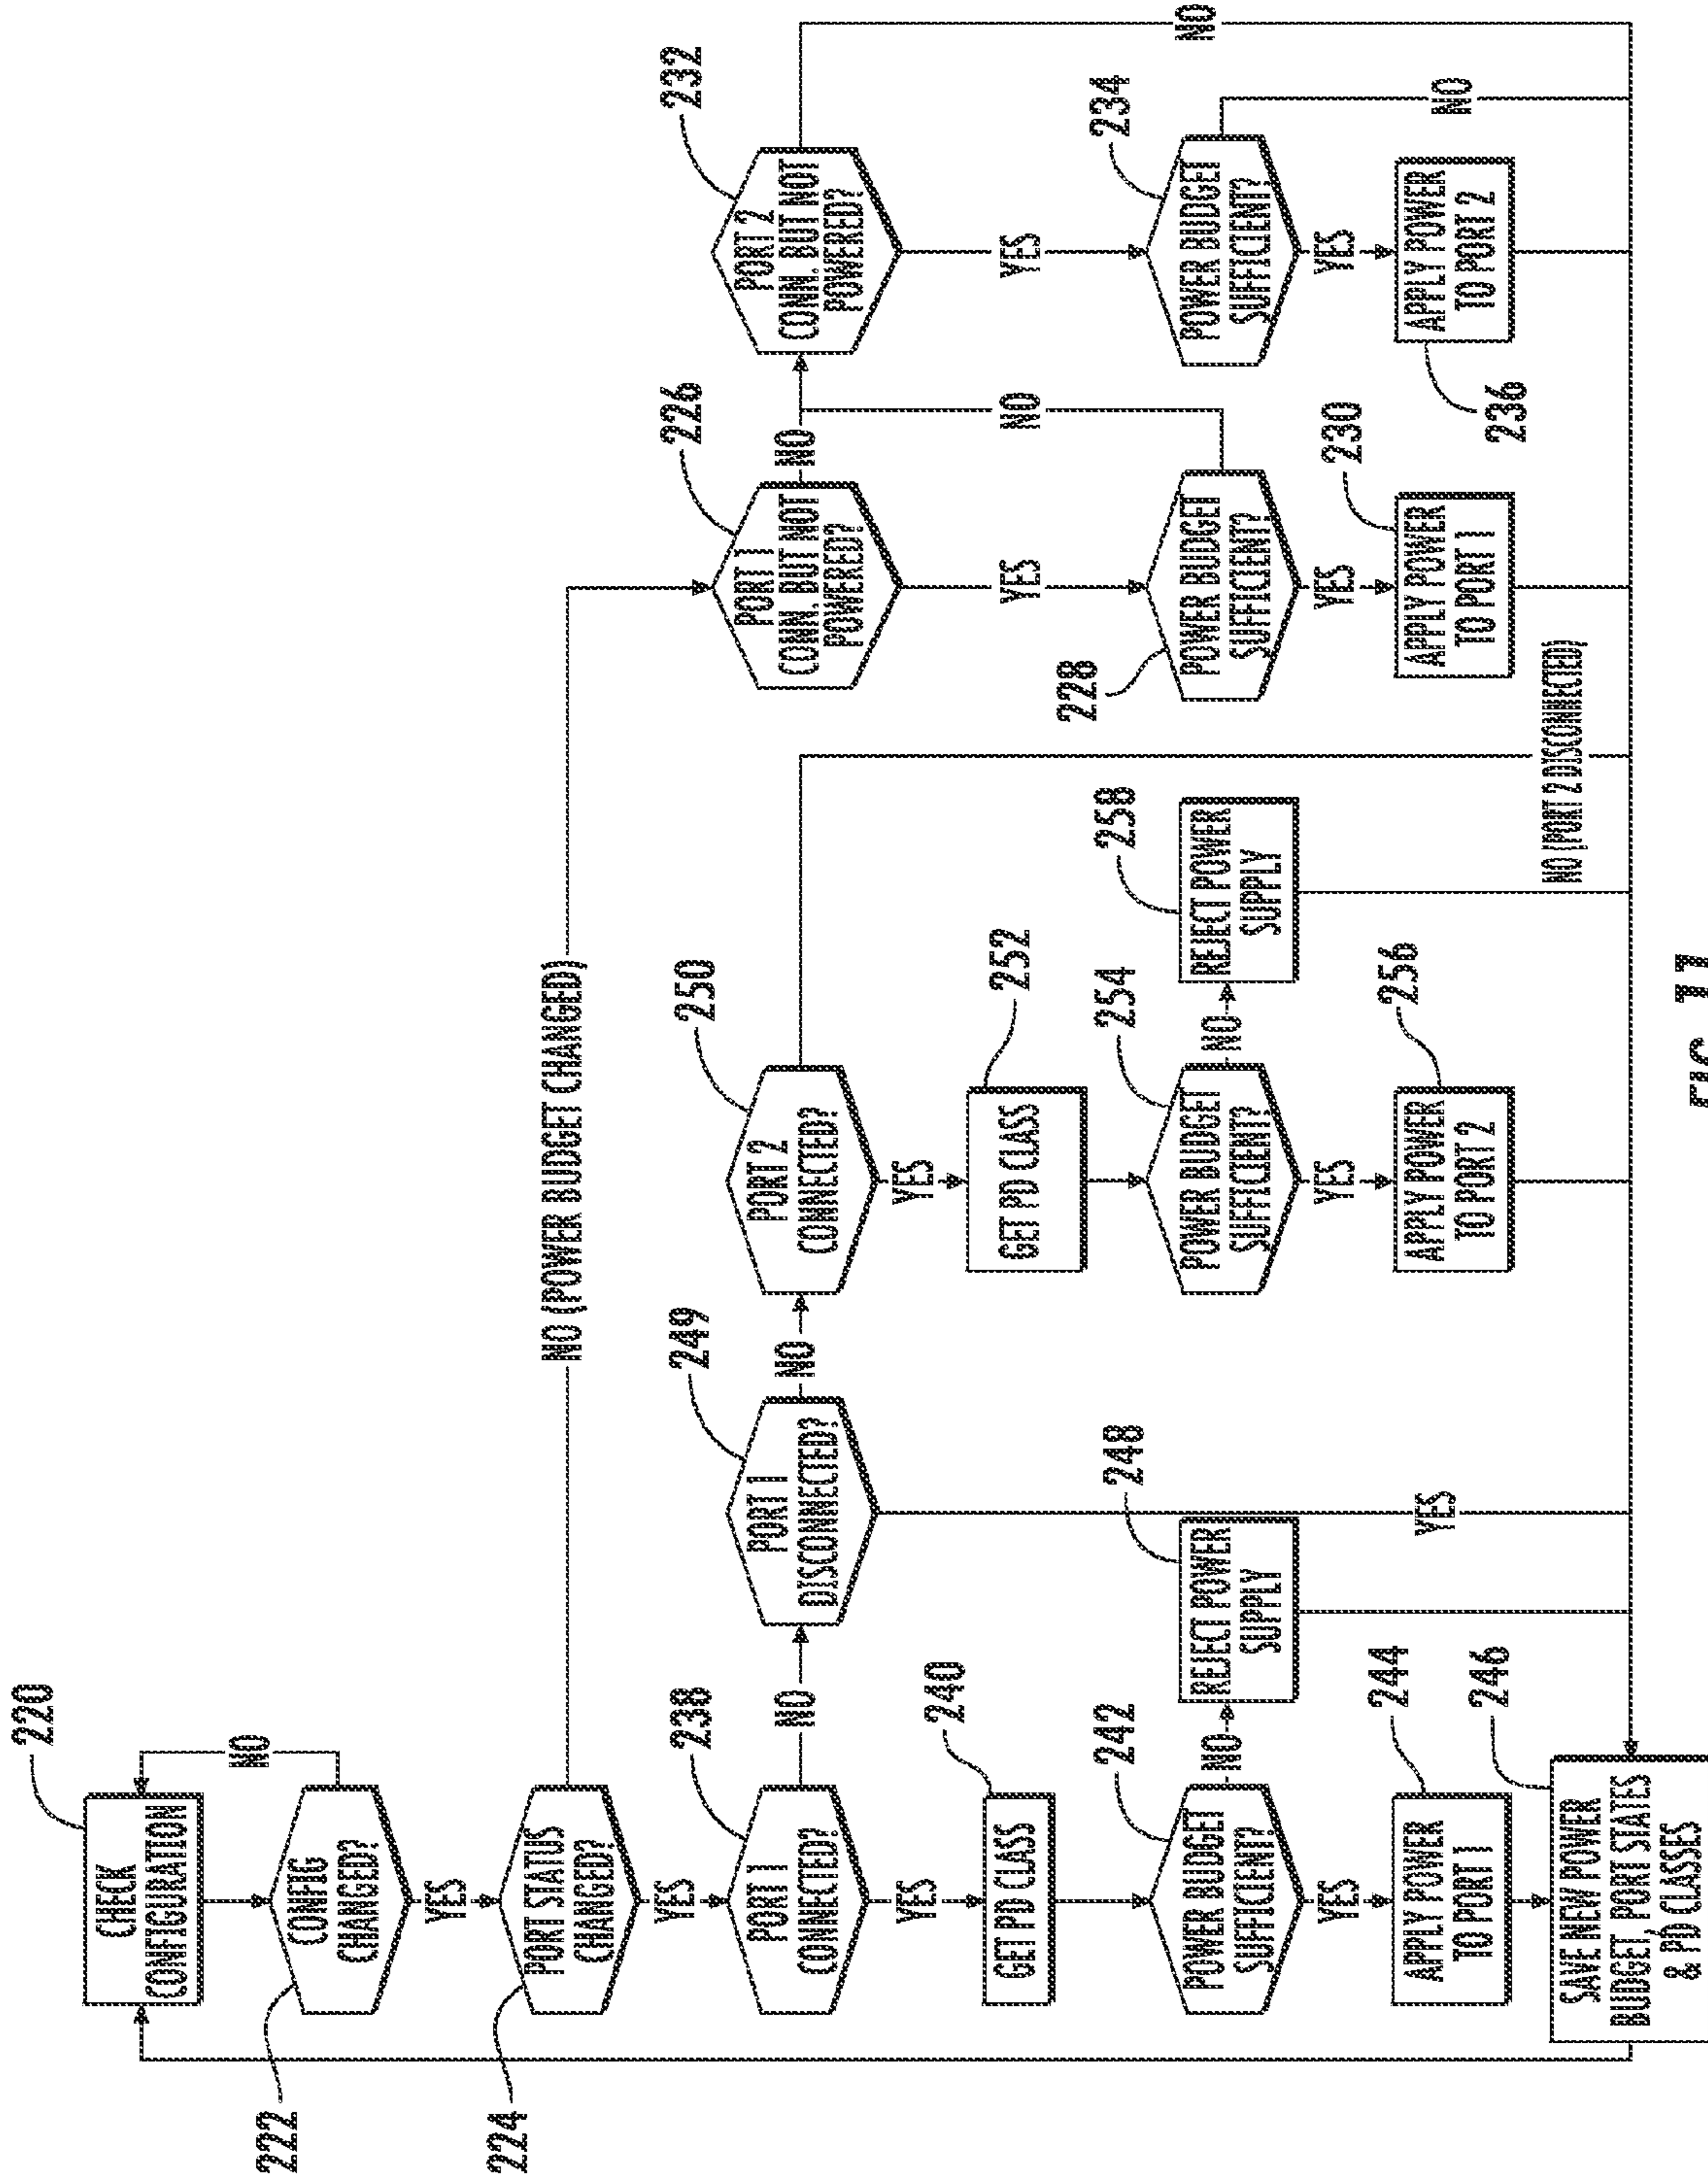 220
CHECK
CONFIGURATION
NO
222
CONFIG
CHANGED?
YES
224
PORT STATUS
CHANGED?
NO (POWER BUDGET CHANGED)
YES
238
PORT 1
CONNECTED?
NO
249
PORT 1
DISCONNECTED?
NO
250
PORT 2
CONNECTED?
226
PORT 1
CONN. BUT NOT
POWERED?
NO
232
PORT 2
CONN. BUT NOT
POWERED?
YES
240
GET PD CLASS
YES
252
GET PD CLASS
YES
NO
YES
NO
242
POWER BUDGET
SUFFICIENT?
NO
248
REJECT POWER
SUPPLY
254
POWER BUDGET
SUFFICIENT?
NO
258
REJECT POWER
SUPPLY
228
POWER BUDGET
SUFFICIENT?
234
POWER BUDGET
SUFFICIENT?
YES
YES
YES
YES
244
APPLY POWER
TO PORT 1
YES
256
APPLY POWER
TO PORT 2
230
APPLY POWER
TO PORT 1
236
APPLY POWER
TO PORT 2
NO
246
NO (PORT 2 DISCONNECTED)
SAVE NEW POWER
BUDGET, PORT STATES
& PD CLASSES